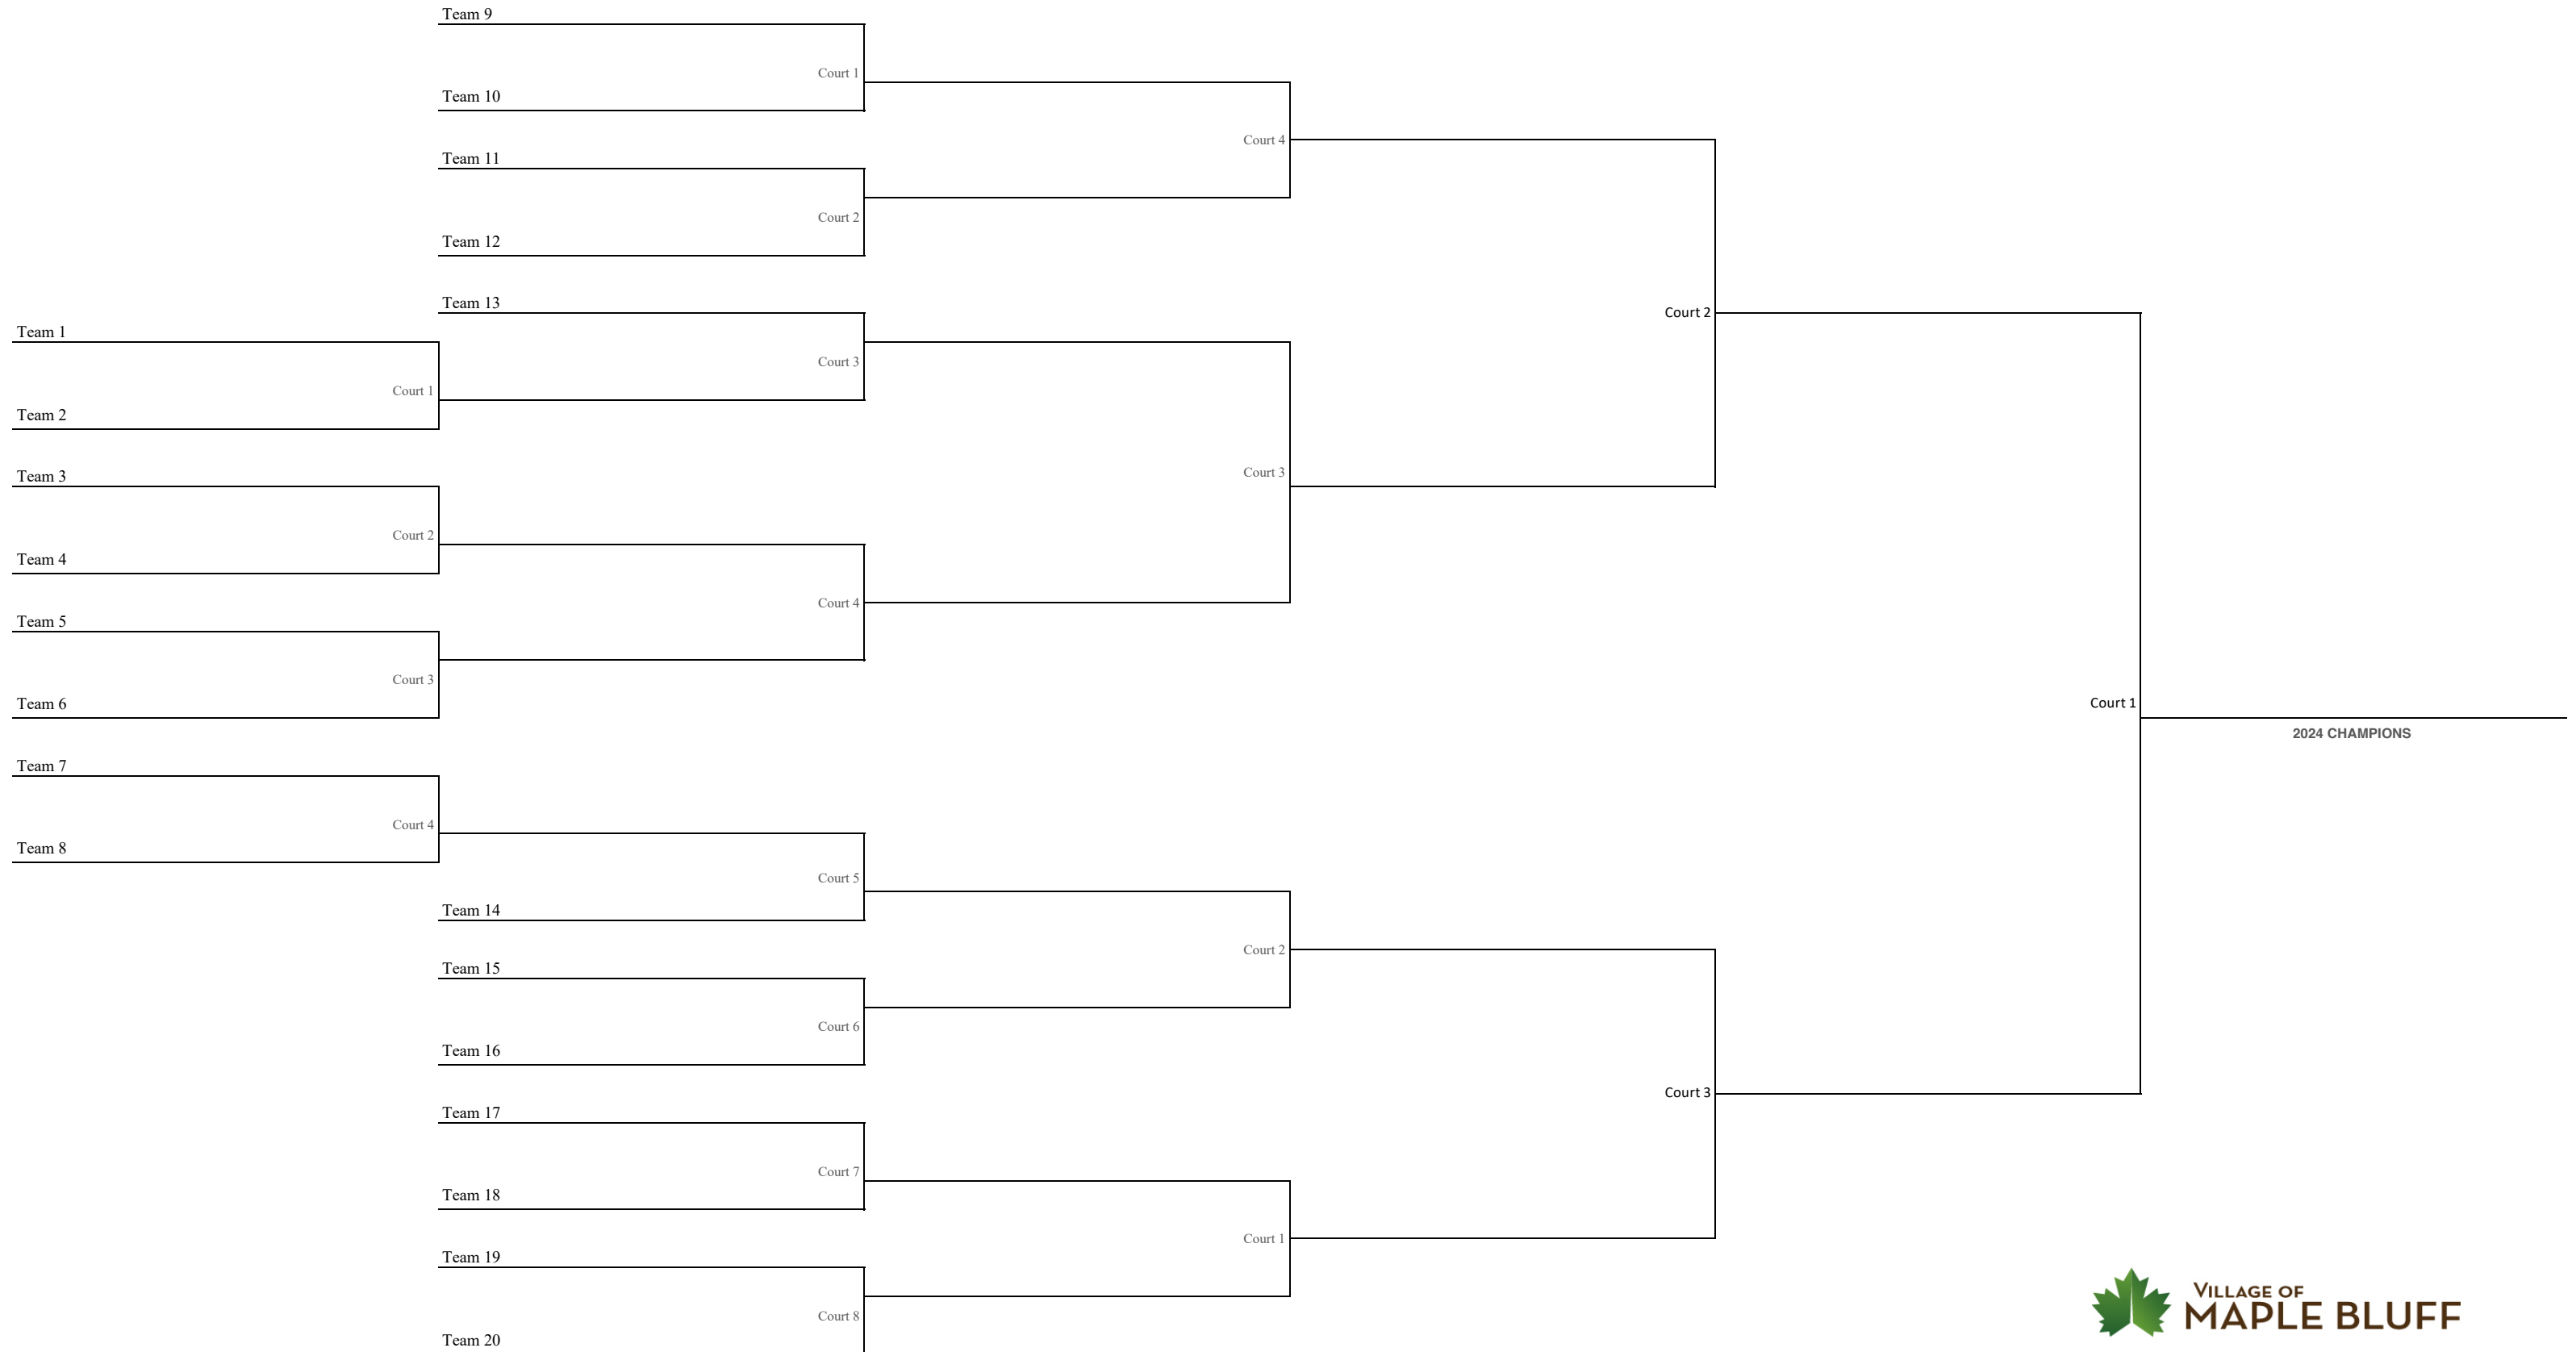 Team 9
Court 1
Team 10
Court 4
Team 11
Court 2
Team 12
Team 13
Court 2
Team 1
Court 3
Court 1
Team 2
Court 3
Team 3
Court 2
Team 4
Court 4
Team 5
Court 3
Team 6
Court 1
2024 CHAMPIONS
Team 7
Court 4
Team 8
Court 5
Team 14
Court 2
Team 15
Court 6
Team 16
Court 3
Team 17
Court 7
Team 18
Court 1
Team 19
Court 8
Team 20
VILLAGE OF
MAPLE BLUFF